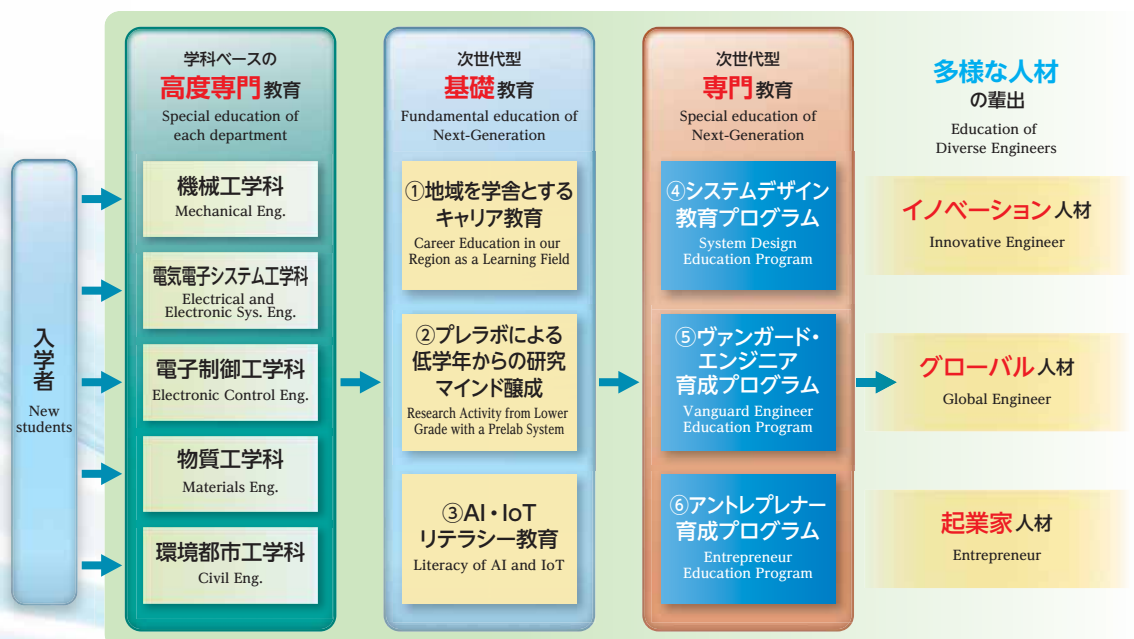 入学者
New
students
学科ベースの
高度専門教育
Special education of
each department
機械工学科
Mechanical Eng.
電気電子システム工学科
Electrical and
Electronic Sys. Eng.
電子制御工学科
Electronic Control Eng.
物質工学科
Materials Eng.
環境都市工学科
Civil Eng.
次世代型
基礎教育
Fundamental education of
Next-Generation
①地域を学舎とする
キャリア教育
Career Education in our
Region as a Learning Field
②プレラボによる
低学年からの研究
マインド醸成
Research Activity from Lower
Grade with a Prelab System
③AI・IoT
リテラシー教育
Literacy of AI and IoT
次世代型
専門教育
Special education of
Next-Generation
④システムデザイン
教育プログラム
System Design
Education Program
⑤ヴァンガード・
エンジニア
育成プログラム
Vanguard Engineer
Education Program
⑥アントレプレナー
育成プログラム
Entrepreneur
Education Program
多様な人材
の輩出
Education of
Diverse Engineers
イノベーション人材
Innovative Engineer
グローバル人材
Global Engineer
起業家人材
Entrepreneur